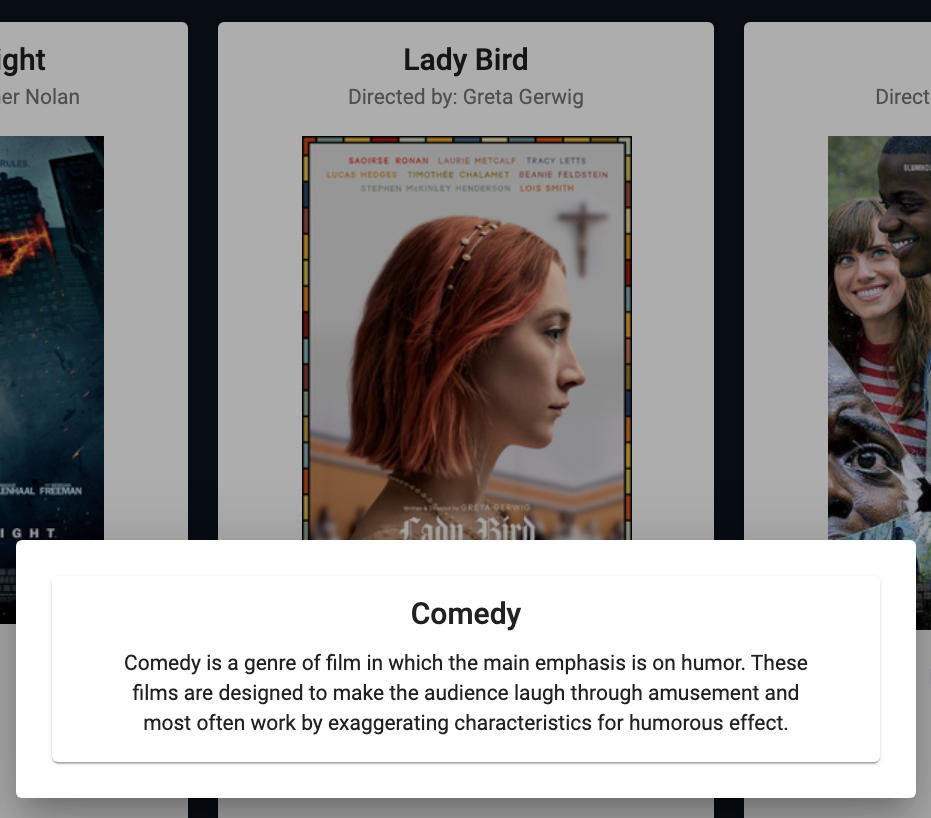 ight
Lady Bird
er Nolan
Directed by: Greta Gerwig
Direct
RULES.
SAOIRSE RONAN LAURIE METCALF TRACY LETTS
LUCAS HEDGES TIMOTHÉE CHALAMET BEANIE FELDSTEIN
STEPHEN McKINLEY HENDERSON LOIS SMITH
LENHAAL FREEMAN
Written & Directed by GRETA GERWIG
Lady Bird
IGHT
Comedy
Comedy is a genre of film in which the main emphasis is on humor. These
films are designed to make the audience laugh through amusement and
most often work by exaggerating characteristics for humorous effect.